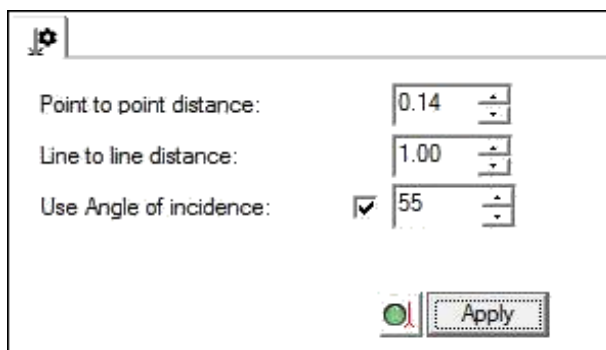 Point to point distance: 0.14
Line to line distance: 1.00
Use Angle of incidence: 55
Apply